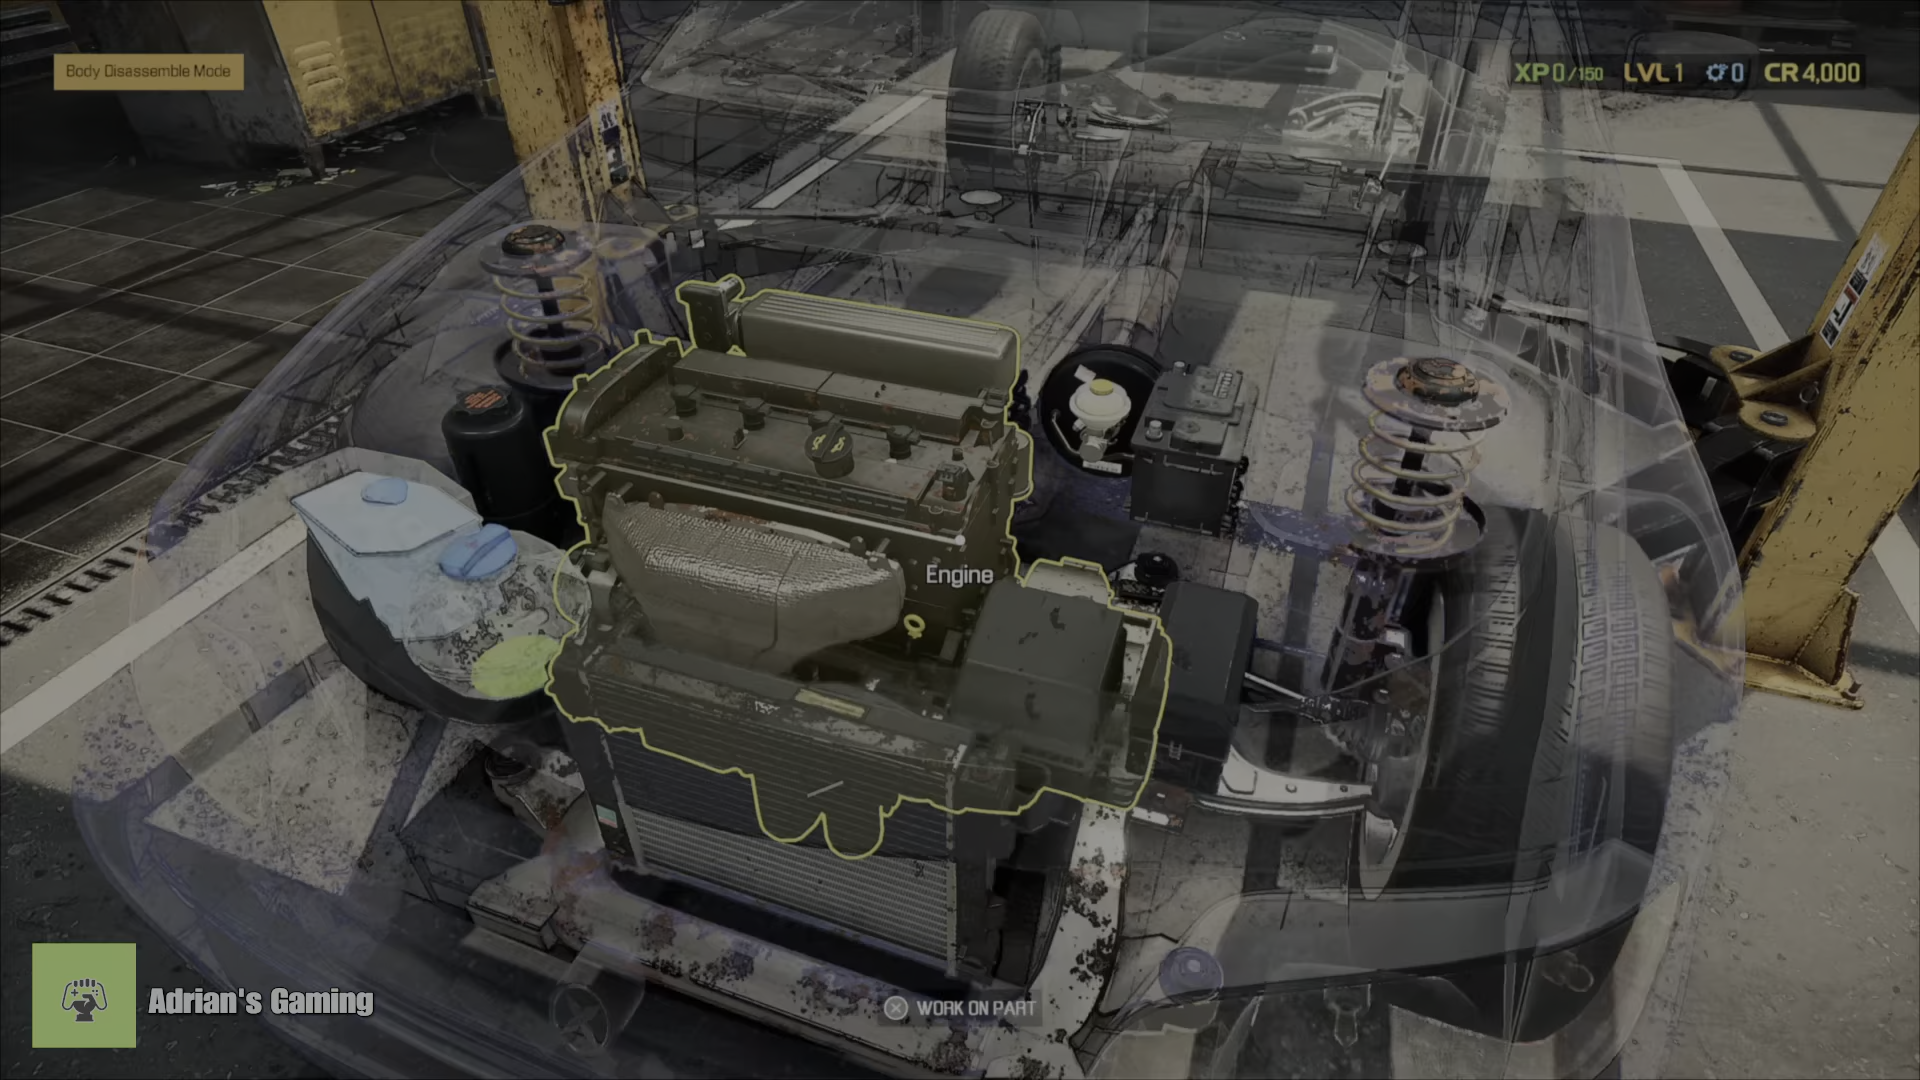 Body Disassemble Mode
XP 0/150 LVL 1 0 CR 4,000
Engine
WORK ON PART
Adrian's Gaming